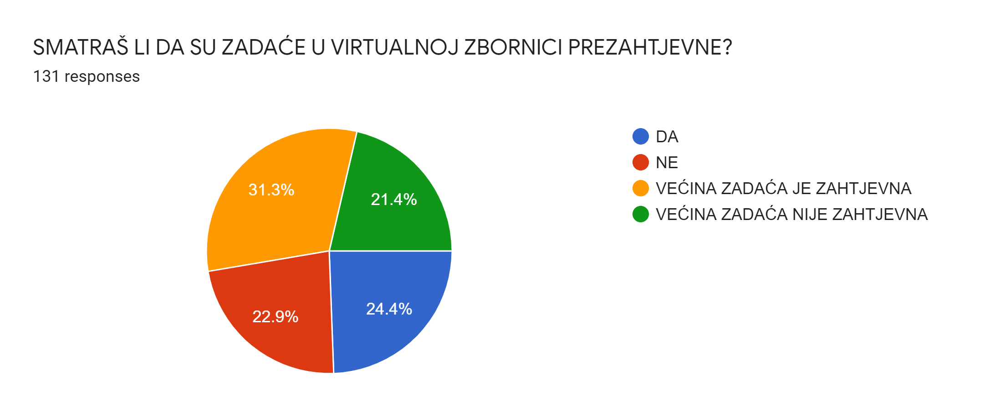 SMATRAŠ LI DA SU ZADAĆE U VIRTUALNOJ ZBORNICI PREZAHTJEVNE?
131 responses
31.3%
21.4%
22.9%
24.4%
DA
NE
VEĆINA ZADAĆA JE ZAHTJEVNA
VEĆINA ZADAĆA NIJE ZAHTJEVNA